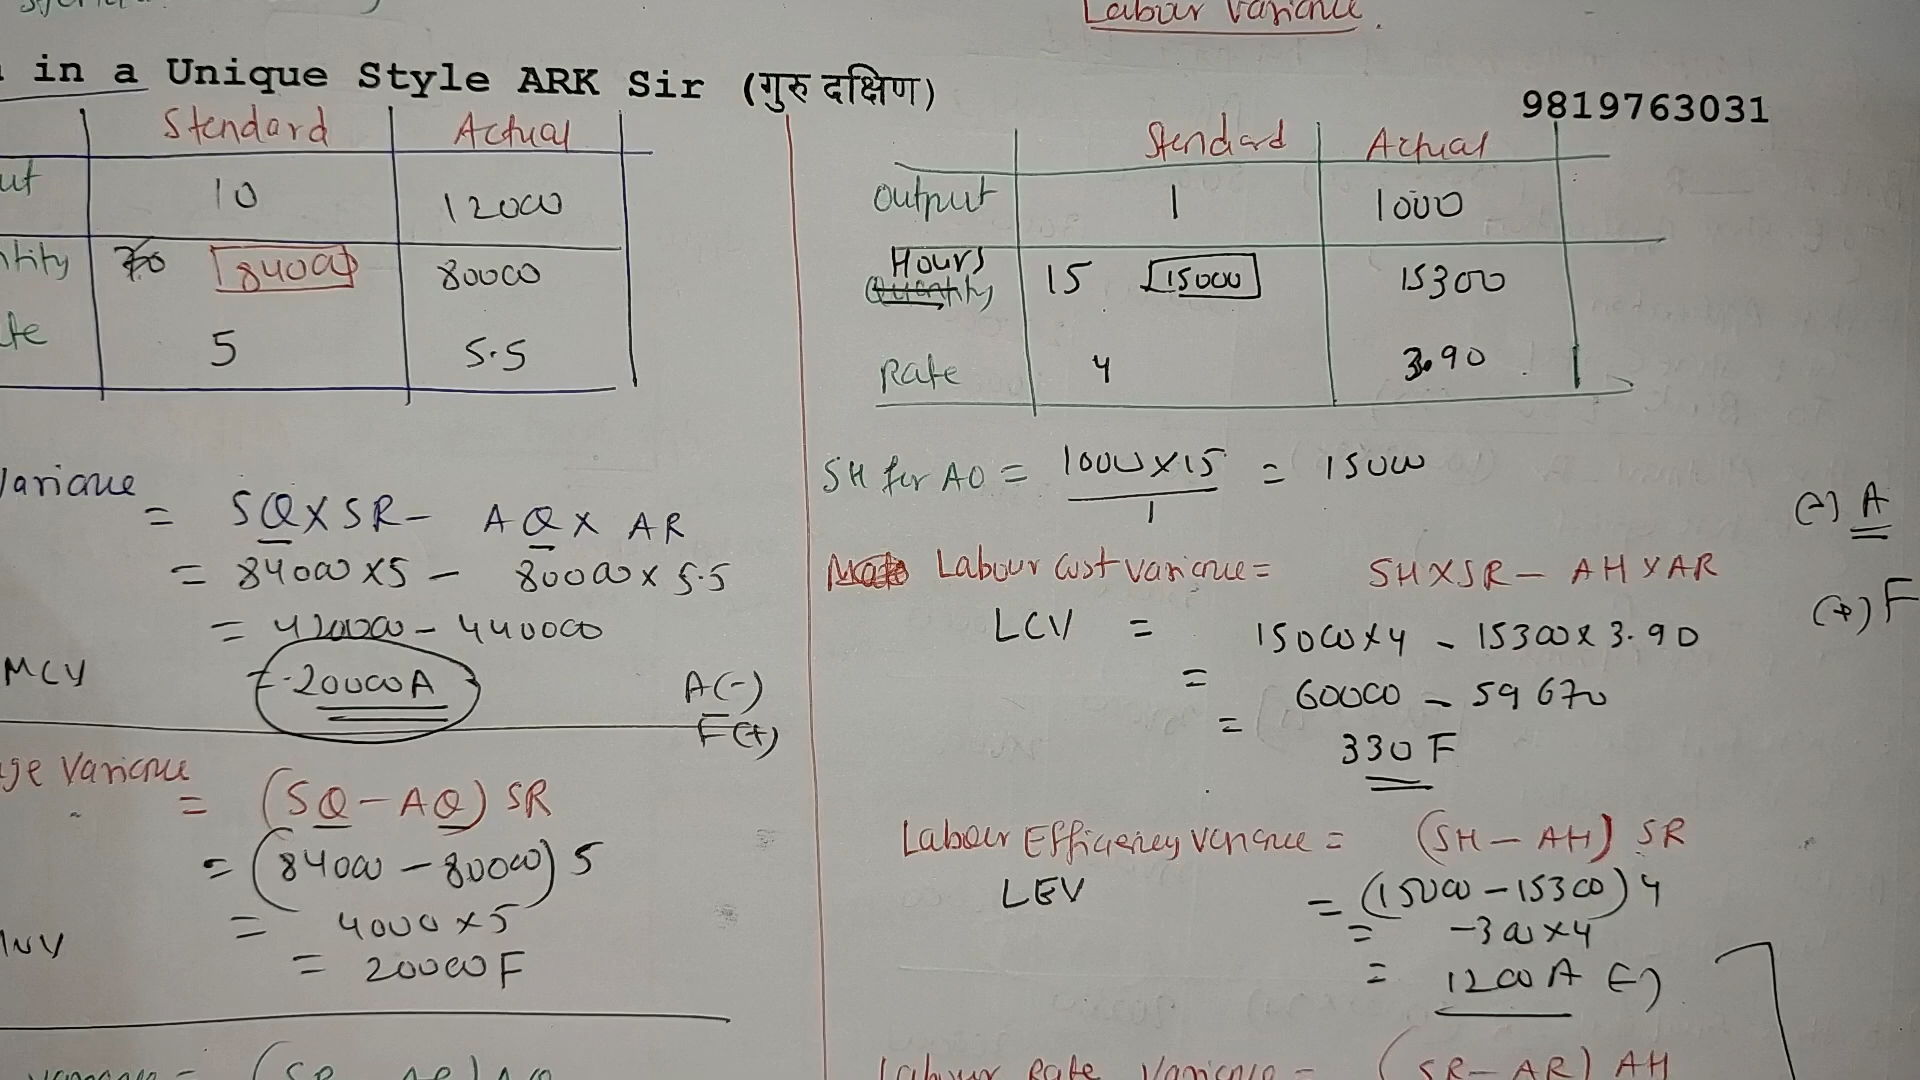 Labour Variance
in a Unique Style ARK Sir (गुरु दक्षिणा)
9819763031
Standard Actual
ut 10 12000
ntity 70 84000 80000
te 5 5.5
Variance = SQ X SR - AQ X AR
= 84000 X 5 - 80000 X 5.5
= 420000 - 440000
MCV = -20000 A
A(-)
F(+)
ge Variance = (SQ - AQ) SR
= (84000 - 80000) 5
= 4000 X 5
= 20000 F
Standard Actual
Output 1 1000
Hours
Quantity 15 15000 15300
Rate 4 3.90
SH for AO = 1000 X 15 = 15000
1
(-) A
(+) F
Labour Cost Variance = SH X SR - AH X AR
LCV = 15000 X 4 - 15300 X 3.90
= 60000 - 59670
= 330 F
Labour Efficiency Variance = (SH - AH) SR
LEV = (15000 - 15300) 4
= -300 X 4
= 1200 A (-)
Labour Rate Variance = (SR - AR) AH